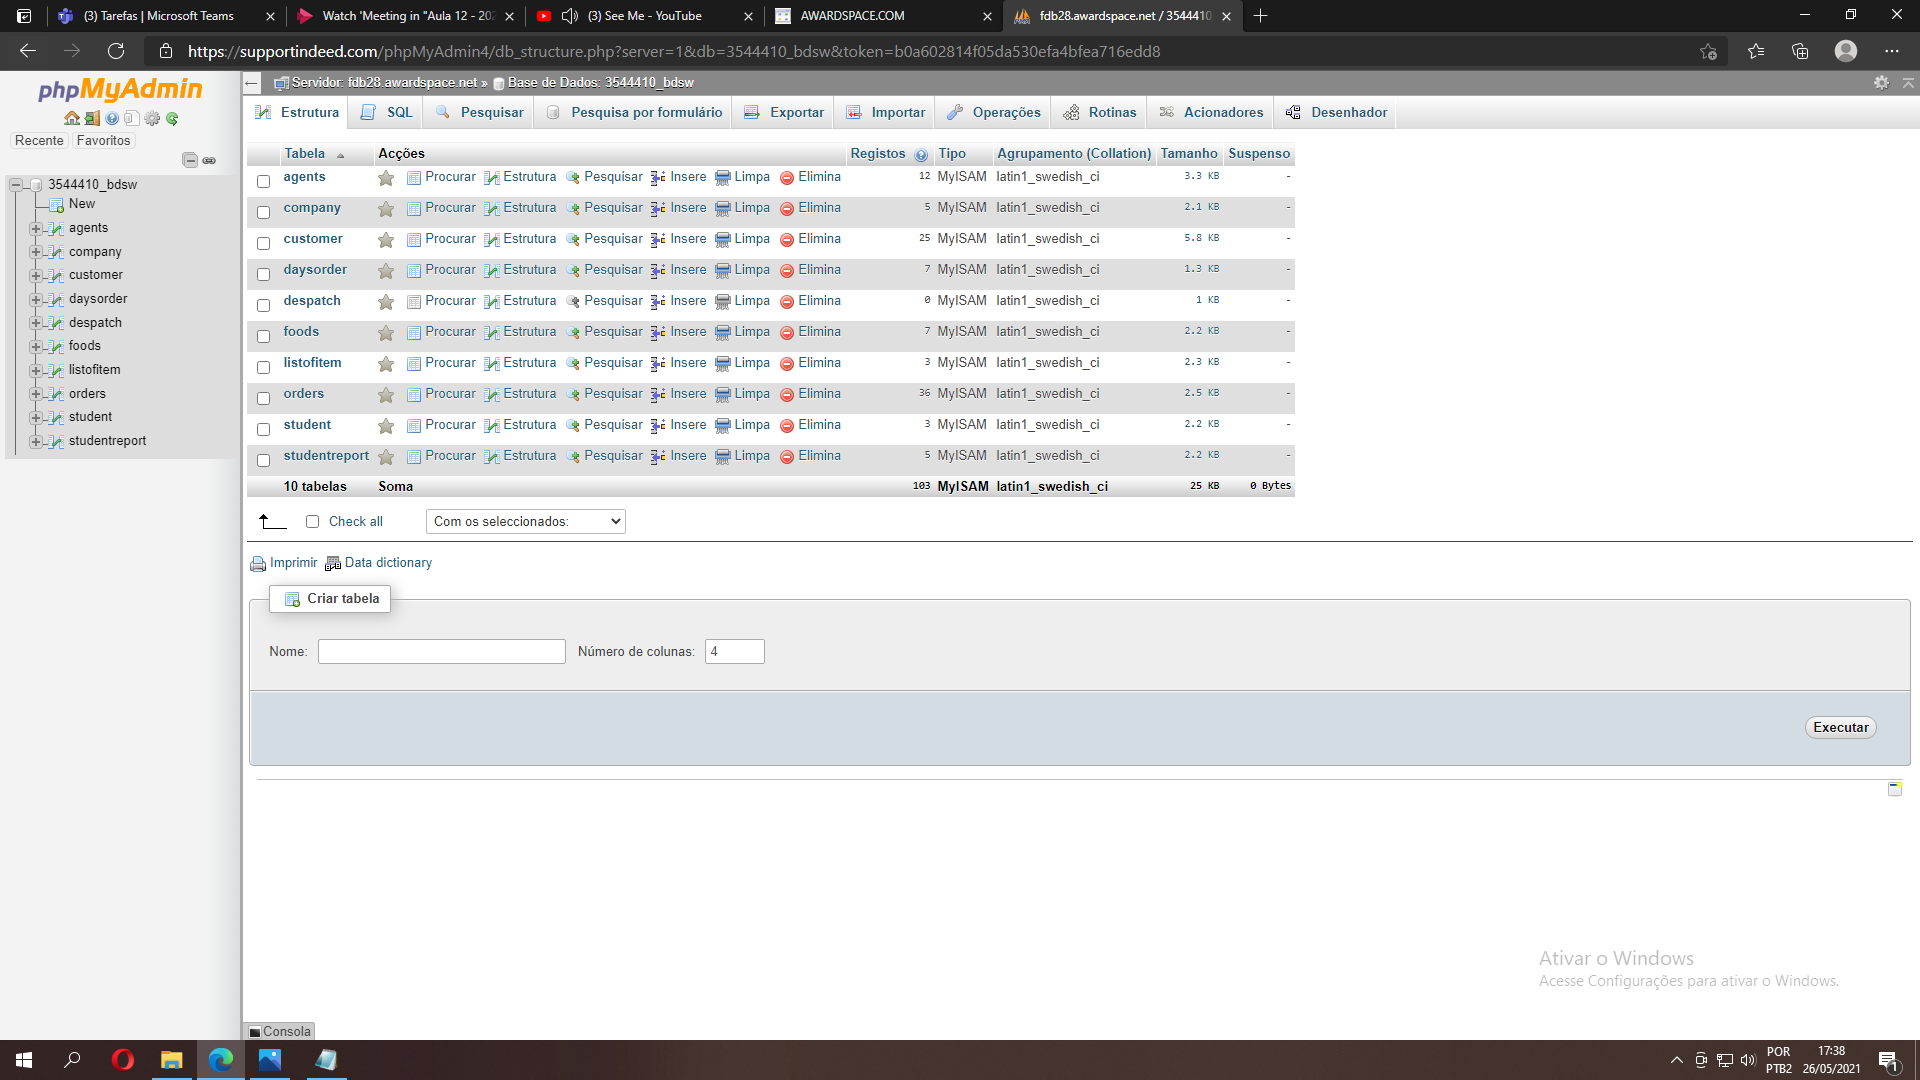 (3) Tarefas | Microsoft Teams
Watch 'Meeting in "Aula 12 - 202
(3) See Me - YouTube
AWARDSPACE.COM
fdb28.awardspace.net / 3544410
https://supportindeed.com/phpMyAdmin4/db_structure.php?server=1&db=3544410_bdsw&token=b0a602814f05da530efa4bfea716edd8
phpMyAdmin
Recente Favoritos
3544410_bdsw
New
agents
company
customer
daysorder
despatch
foods
listofitem
orders
student
studentreport
Servidor: fdb28.awardspace.net » Base de Dados: 3544410_bdsw
Estrutura SQL Pesquisar Pesquisa por formulário Exportar Importar Operações Rotinas Acionadores Desenhador
Tabela Acções Registos Tipo Agrupamento (Collation) Tamanho Suspenso
agents Procurar Estrutura Pesquisar Insere Limpa Elimina 12 MyISAM latin1_swedish_ci 3.3 KB -
company Procurar Estrutura Pesquisar Insere Limpa Elimina 5 MyISAM latin1_swedish_ci 2.1 KB -
customer Procurar Estrutura Pesquisar Insere Limpa Elimina 25 MyISAM latin1_swedish_ci 5.8 KB -
daysorder Procurar Estrutura Pesquisar Insere Limpa Elimina 7 MyISAM latin1_swedish_ci 1.3 KB -
despatch Procurar Estrutura Pesquisar Insere Limpa Elimina 0 MyISAM latin1_swedish_ci 1 KB -
foods Procurar Estrutura Pesquisar Insere Limpa Elimina 7 MyISAM latin1_swedish_ci 2.2 KB -
listofitem Procurar Estrutura Pesquisar Insere Limpa Elimina 3 MyISAM latin1_swedish_ci 2.3 KB -
orders Procurar Estrutura Pesquisar Insere Limpa Elimina 36 MyISAM latin1_swedish_ci 2.5 KB -
student Procurar Estrutura Pesquisar Insere Limpa Elimina 3 MyISAM latin1_swedish_ci 2.2 KB -
studentreport Procurar Estrutura Pesquisar Insere Limpa Elimina 5 MyISAM latin1_swedish_ci 2.2 KB -
10 tabelas Soma 103 MyISAM latin1_swedish_ci 25 KB 0 Bytes
Check all Com os seleccionados:
Imprimir Data dictionary
Criar tabela
Nome: Número de colunas: 4
Executar
Ativar o Windows
Acesse Configurações para ativar o Windows.
Consola
POR
PTB2
17:38
26/05/2021
1